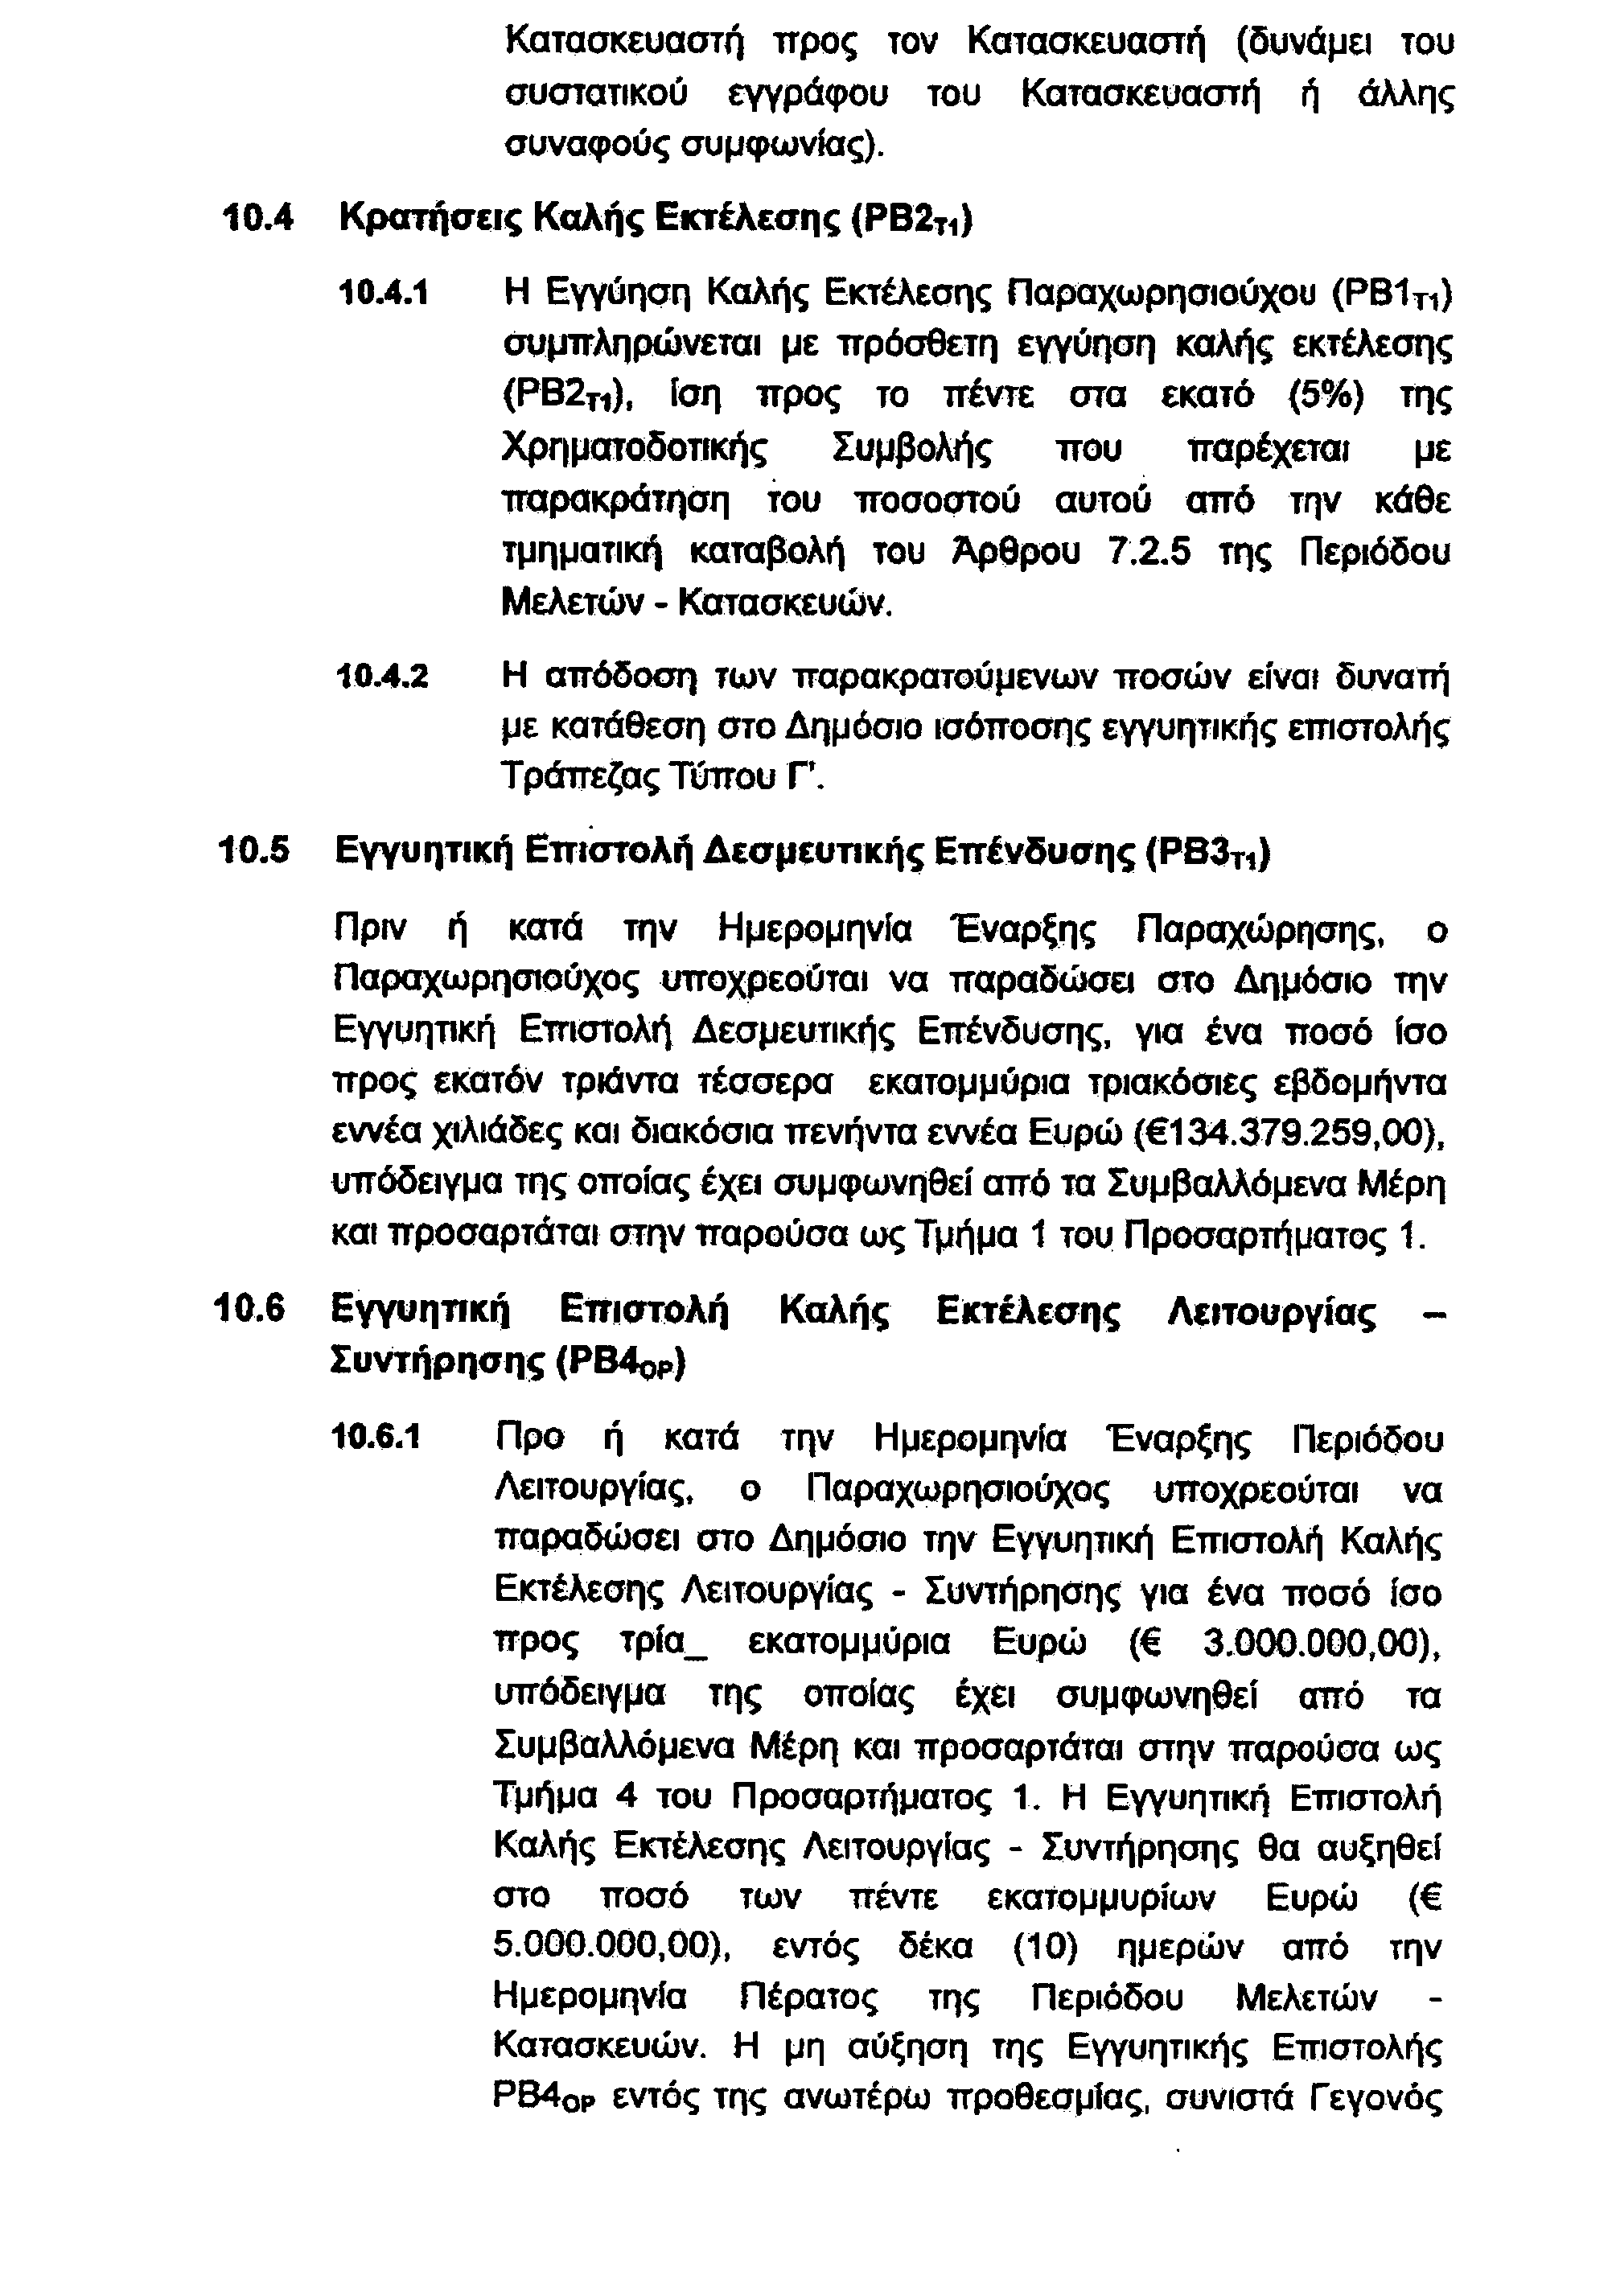 Κατασκευαστή προς τον Κατασκευαστή (δυνάμει του
συστατικού εγγράφου του Κατασκευαστή ή άλλης
συναφούς συμφωνίας).
10.4 Κρατήσεις Καλής Εκτέλεσης (PB2T1)
10.4.1 Η Εγγύηση Καλής Εκτέλεσης Παραχωρησιούχου (PB1T1)
συμπληρώνεται με πρόσθετη εγγύηση καλής εκτέλεσης
(PB2T1), ίση προς το πέντε στα εκατό (5%) της
Χρηματοδοτικής Συμβολής που παρέχεται με
παρακράτηση του ποσοστού αυτού από την κάθε
τμηματική καταβολή του Άρθρου 7.2.5 της Περιόδου
Μελετών - Κατασκευών.
10.4.2 Η απόδοση των παρακρατούμενων ποσών είναι δυνατή
με κατάθεση στο Δημόσιο ισόποσης εγγυητικής επιστολής
Τράπεζας Τύπου Γ'.
10.5 Εγγυητική Επιστολή Δεσμευτικής Επένδυσης (PB3T1)
Πριν ή κατά την Ημερομηνία Έναρξης Παραχώρησης, ο
Παραχωρησιούχος υποχρεούται να παραδώσει στο Δημόσιο την
Εγγυητική Επιστολή Δεσμευτικής Επένδυσης, για ένα ποσό ίσο
προς εκατόν τριάντα τέσσερα εκατομμύρια τριακόσιες εβδομήντα
εννέα χιλιάδες και διακόσια πενήντα εννέα Ευρώ (€134.379.259,00),
υπόδειγμα της οποίας έχει συμφωνηθεί από τα Συμβαλλόμενα Μέρη
και προσαρτάται στην παρούσα ως Τμήμα 1 του Προσαρτήματος 1.
10.6 Εγγυητική Επιστολή Καλής Εκτέλεσης Λειτουργίας –
Συντήρησης (PB4OP)
10.6.1 Προ ή κατά την Ημερομηνία Έναρξης Περιόδου
Λειτουργίας, ο Παραχωρησιούχος υποχρεούται να
παραδώσει στο Δημόσιο την Εγγυητική Επιστολή Καλής
Εκτέλεσης Λειτουργίας - Συντήρησης για ένα ποσό ίσο
προς τρία_ εκατομμύρια Ευρώ (€ 3.000.000,00),
υπόδειγμα της οποίας έχει συμφωνηθεί από τα
Συμβαλλόμενα Μέρη και προσαρτάται στην παρούσα ως
Τμήμα 4 του Προσαρτήματος 1. Η Εγγυητική Επιστολή
Καλής Εκτέλεσης Λειτουργίας - Συντήρησης θα αυξηθεί
στο ποσό των πέντε εκατομμυρίων Ευρώ (€
5.000.000,00), εντός δέκα (10) ημερών από την
Ημερομηνία Πέρατος της Περιόδου Μελετών -
Κατασκευών. Η μη αύξηση της Εγγυητικής Επιστολής
PB4OP εντός της ανωτέρω προθεσμίας, συνιστά Γεγονός